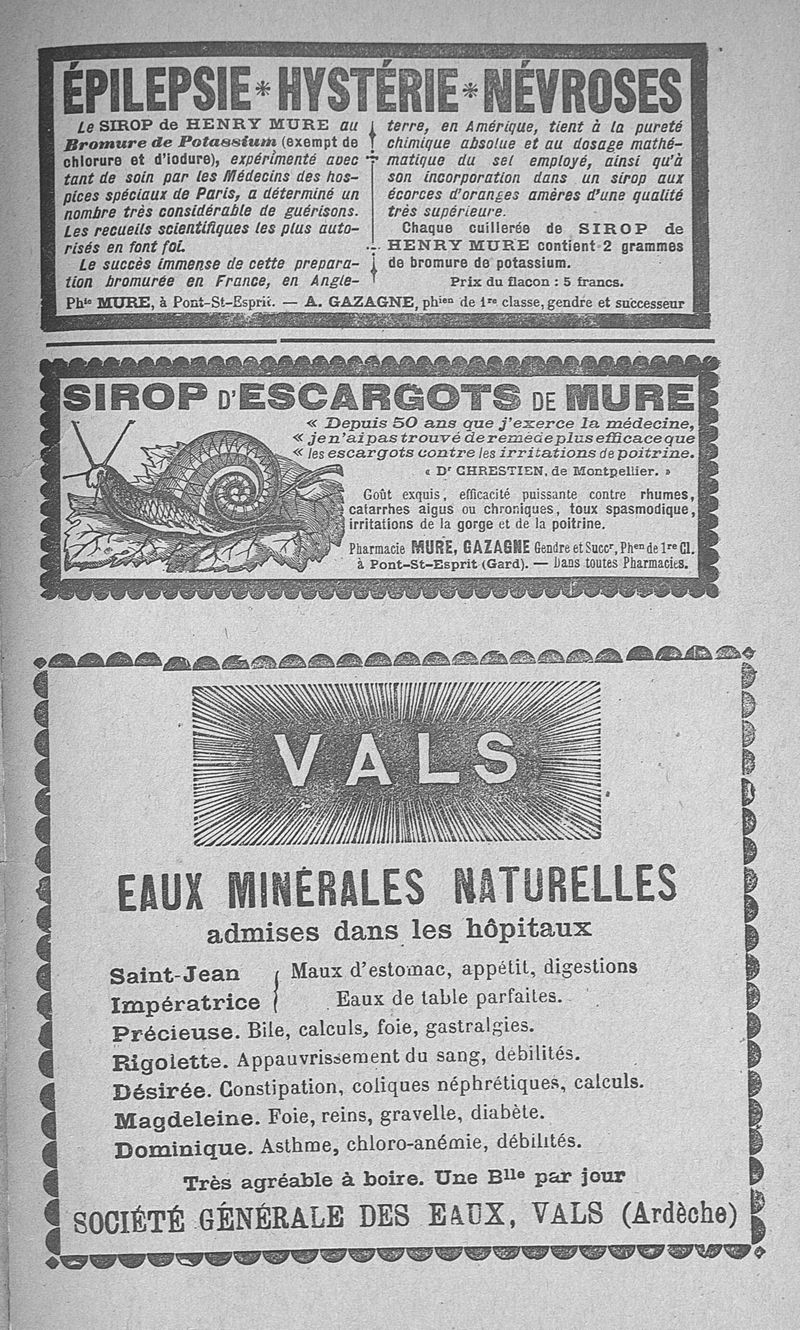 ÉPILEPSIE * HYSTÉRIE * NÉVROSES
Le SIROP de HENRY MURE au
Bromure de Potassium (exempt de
chlorure et d'iodure), expérimenté avec
tant de soin par les Médecins des hos-
pices spéciaux de Paris, a déterminé un
nombre très considérable de guérisons.
Les recueils scientifiques les plus auto-
risés en font foi.
Le succès immense de cette prepara-
tion bromurée en France, en Angle-
terre, en Amérique, tient à la pureté
chimique absolue et au dosage mathé-
matique du sel employé, ainsi qu'à
son incorporation dans un sirop aux
écorces d'oranges amères d'une qualité
très supérieure.
Chaque cuillerée de SIROP de
HENRY MURE contient 2 grammes
de bromure de potassium.
Prix du flacon : 5 francs.
Phie MURE, à Pont-St-Esprit. — A. GAZAGNE, phien de 1re classe, gendre et successeur
SIROP D'ESCARGOTS DE MURE
« Depuis 50 ans que j'exerce la médecine,
« je n'ai pas trouvé de remède plus efficace que
« les escargots contre les irritations de poitrine.
« Dr CHRESTIEN, de Montpellier. »
Goût exquis, efficacité puissante contre rhumes,
catarrhes aigus ou chroniques, toux spasmodique,
irritations de la gorge et de la poitrine.
Pharmacie MURE, GAZAGNE Gendre et Succr, Phen de 1re Cl.
à Pont-St-Esprit (Gard). — Dans toutes Pharmacies.
VALS
EAUX MINÉRALES NATURELLES
admises dans les hôpitaux
Saint-Jean { Maux d'estomac, appétit, digestions
Impératrice { Eaux de table parfaites.
Précieuse. Bile, calculs, foie, gastralgies.
Rigolette. Appauvrissement du sang, débilités.
Désirée. Constipation, coliques néphrétiques, calculs.
Magdeleine. Foie, reins, gravelle, diabète.
Dominique. Asthme, chloro-anémie, débilités.
Très agréable à boire. Une Blle par jour
SOCIÉTÉ GÉNÉRALE DES EAUX, VALS (Ardèche)